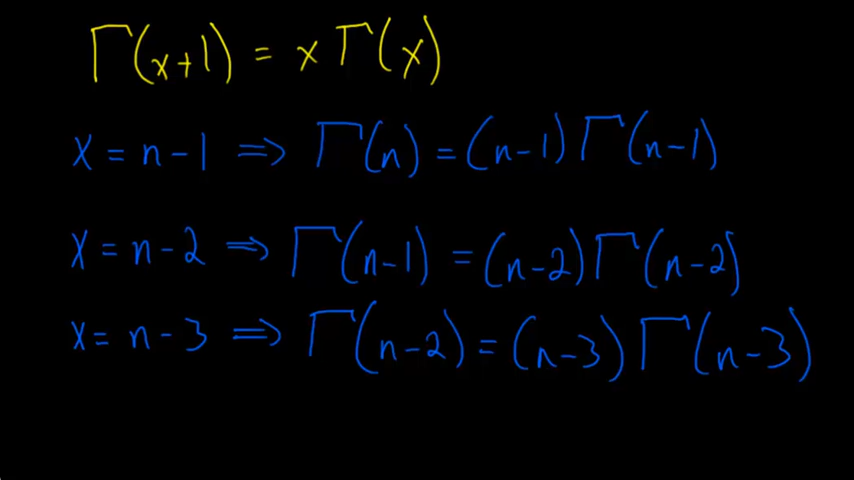 Γ(x+1) = x Γ(x)
x = n-1 ⇒ Γ(n) = (n-1) Γ(n-1)
x = n-2 ⇒ Γ(n-1) = (n-2) Γ(n-2)
x = n-3 ⇒ Γ(n-2) = (n-3) Γ(n-3)